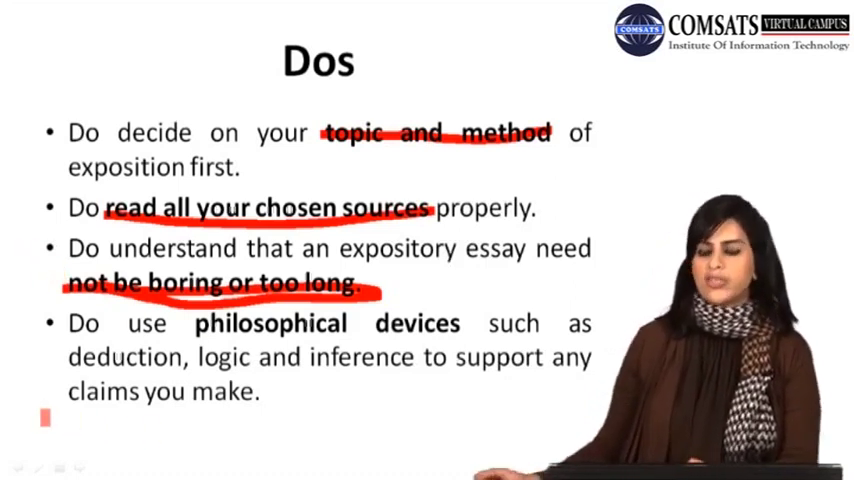 COMSATS VIRTUAL CAMPUS
COMSATS
Institute Of Information Technology
Dos
• Do decide on your topic and method of
exposition first.
• Do read all your chosen sources properly.
• Do understand that an expository essay need
not be boring or too long.
• Do use philosophical devices such as
deduction, logic and inference to support any
claims you make.